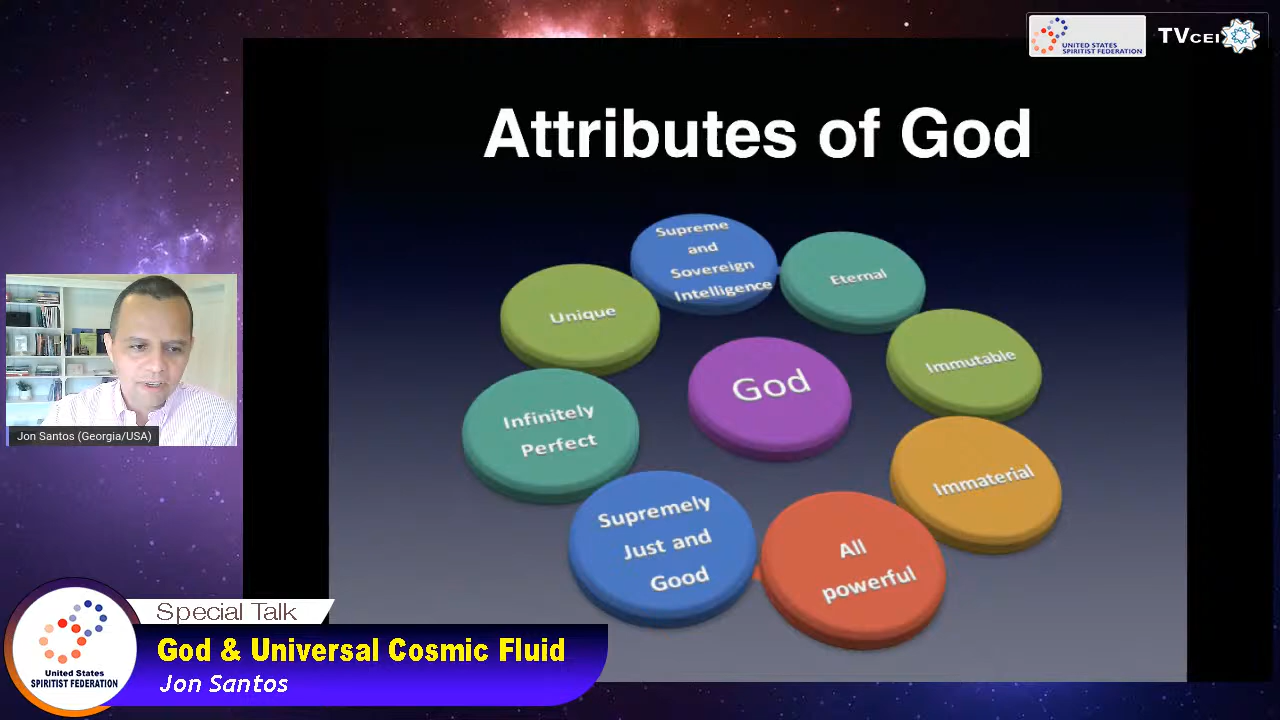 UNITED STATES
SPIRITIST FEDERATION
TVCEI
Attributes of God
Supreme
and
Sovereign
Intelligence
Eternal
Unique
Immutable
God
Infinitely
Perfect
Immaterial
Supremely
Just and
Good
All
powerful
Jon Santos (Georgia/USA)
Special Talk
God & Universal Cosmic Fluid
Jon Santos
United States
SPIRITIST FEDERATION